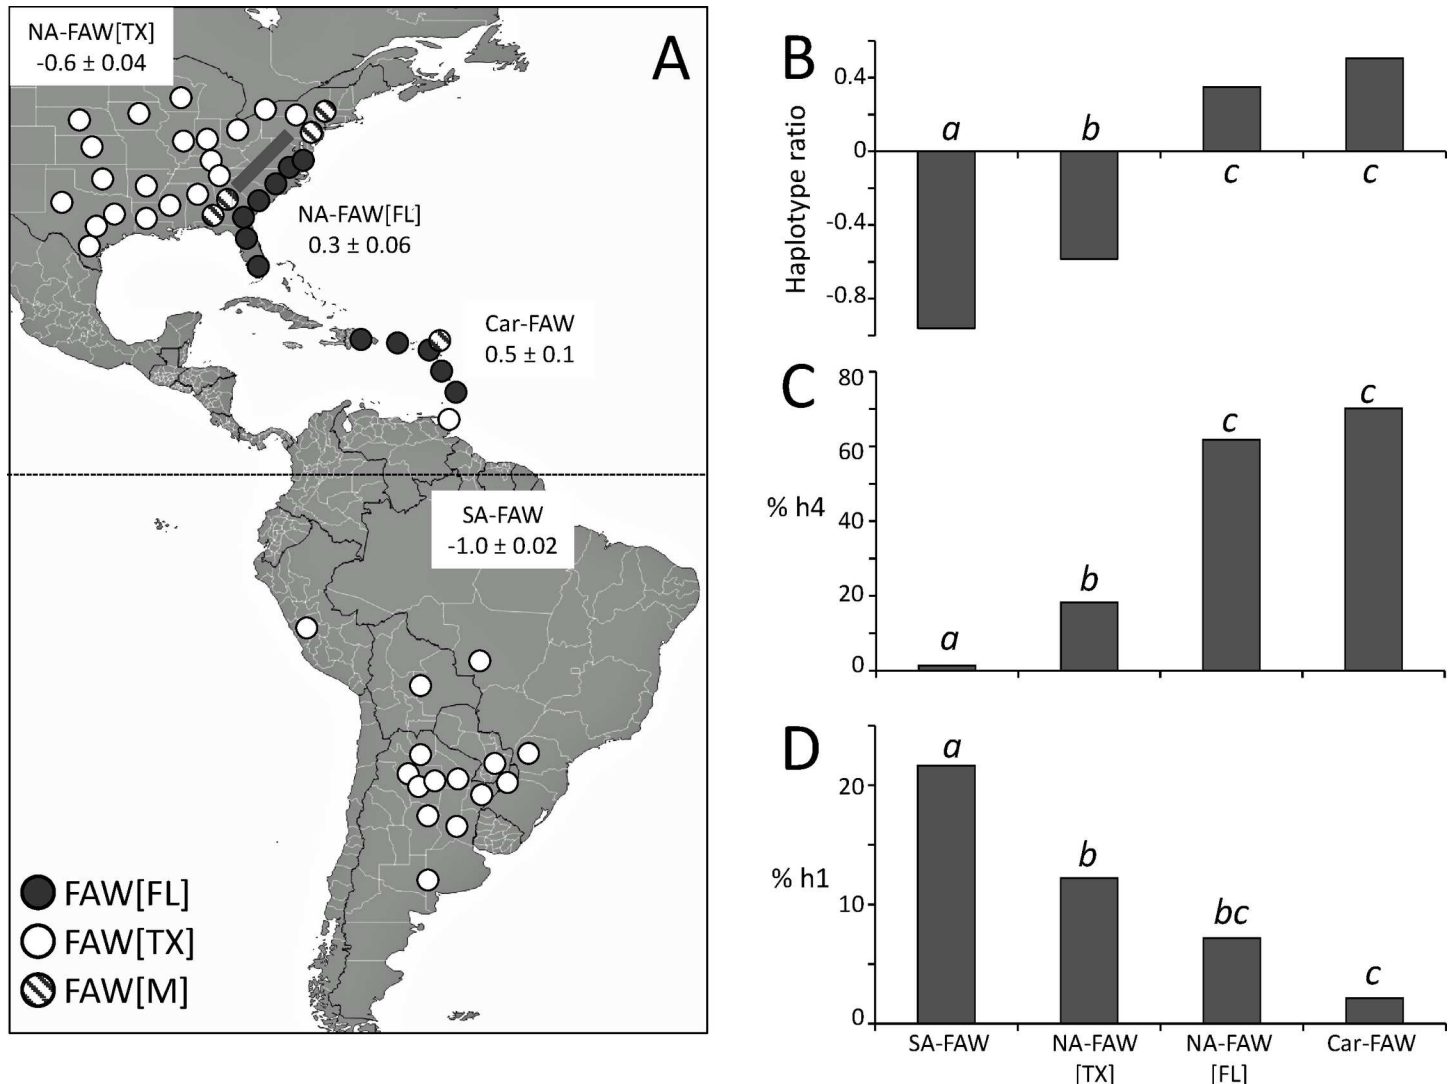 NA-FAW[TX]
-0.6 ± 0.04
A
NA-FAW[FL]
0.3 ± 0.06
Car-FAW
0.5 ± 0.1
SA-FAW
-1.0 ± 0.02
FAW[FL]
FAW[TX]
FAW[M]
B
Haplotype ratio
0.4
0
-0.4
-0.8
a
b
c
c
C
% h4
80
60
40
20
0
a
b
c
c
D
% h1
20
10
0
a
b
bc
c
SA-FAW
NA-FAW
[TX]
NA-FAW
[FL]
Car-FAW